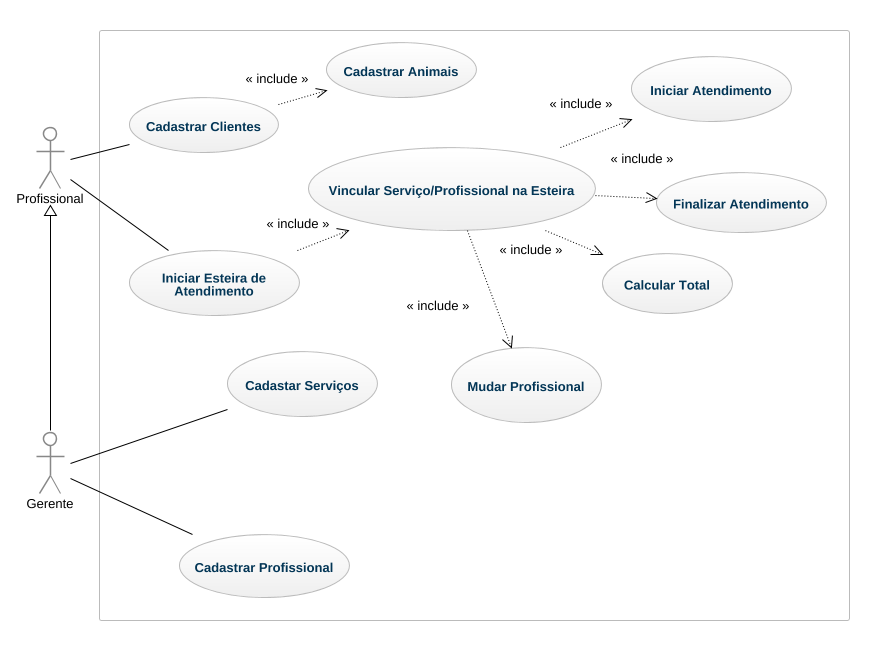 Cadastrar Animais
« include »
Iniciar Atendimento
« include »
Cadastrar Clientes
« include »
Vincular Serviço/Profissional na Esteira
Profissional
Finalizar Atendimento
« include »
« include »
Iniciar Esteira de
Atendimento
Calcular Total
« include »
Cadastar Serviços
Mudar Profissional
Gerente
Cadastrar Profissional